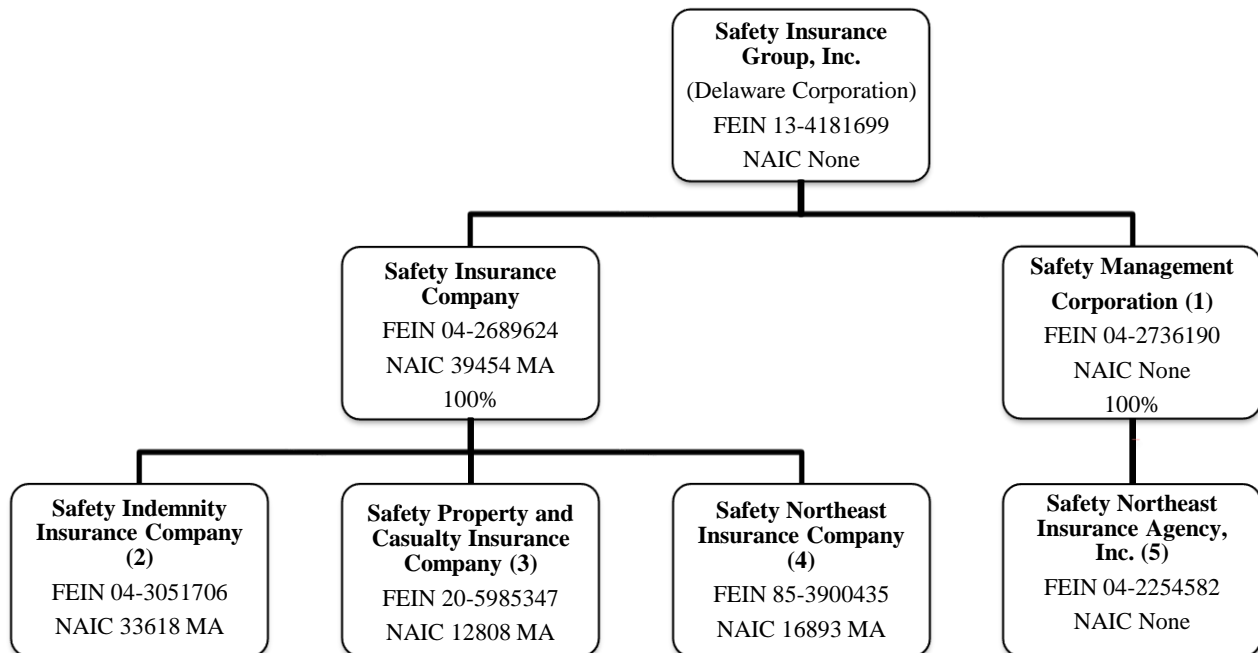 Safety Insurance
Group, Inc.
(Delaware Corporation)
FEIN 13-4181699
NAIC None
Safety Insurance
Company
FEIN 04-2689624
NAIC 39454 MA
100%
Safety Management
Corporation (1)
FEIN 04-2736190
NAIC None
100%
Safety Indemnity
Insurance Company
(2)
FEIN 04-3051706
NAIC 33618 MA
Safety Property and
Casualty Insurance
Company (3)
FEIN 20-5985347
NAIC 12808 MA
Safety Northeast
Insurance Company
(4)
FEIN 85-3900435
NAIC 16893 MA
Safety Northeast
Insurance Agency,
Inc. (5)
FEIN 04-2254582
NAIC None